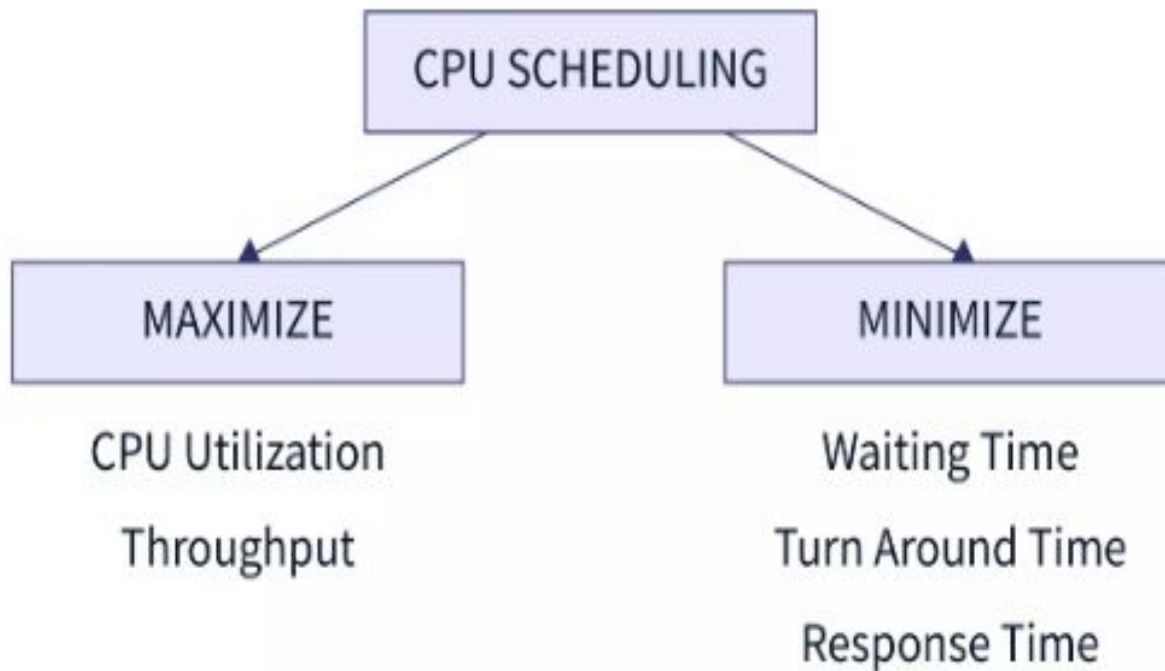 CPU SCHEDULING
MAXIMIZE
CPU Utilization
Throughput
MINIMIZE
Waiting Time
Turn Around Time
Response Time